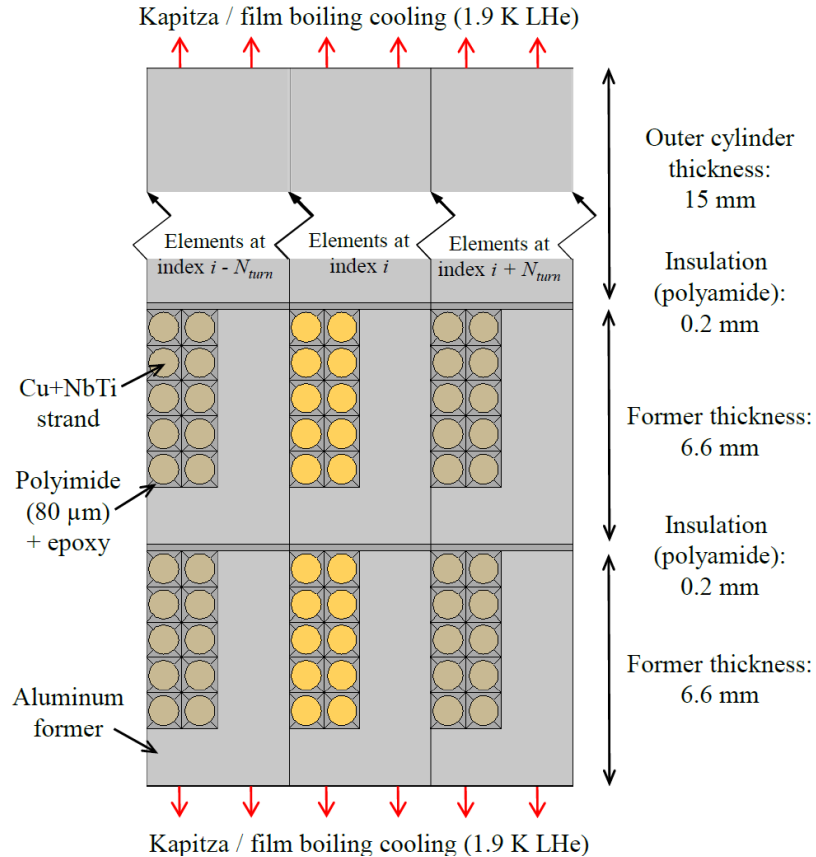 Kapitza / film boiling cooling (1.9 K LHe)
Outer cylinder
thickness:
15 mm
Elements at
index i - Nturn
Elements at
index i
Elements at
index i + Nturn
Insulation
(polyamide):
0.2 mm
Cu+NbTi
strand
Former thickness:
6.6 mm
Polyimide
(80 µm)
+ epoxy
Insulation
(polyamide):
0.2 mm
Former thickness:
6.6 mm
Aluminum
former
Kapitza / film boiling cooling (1.9 K LHe)